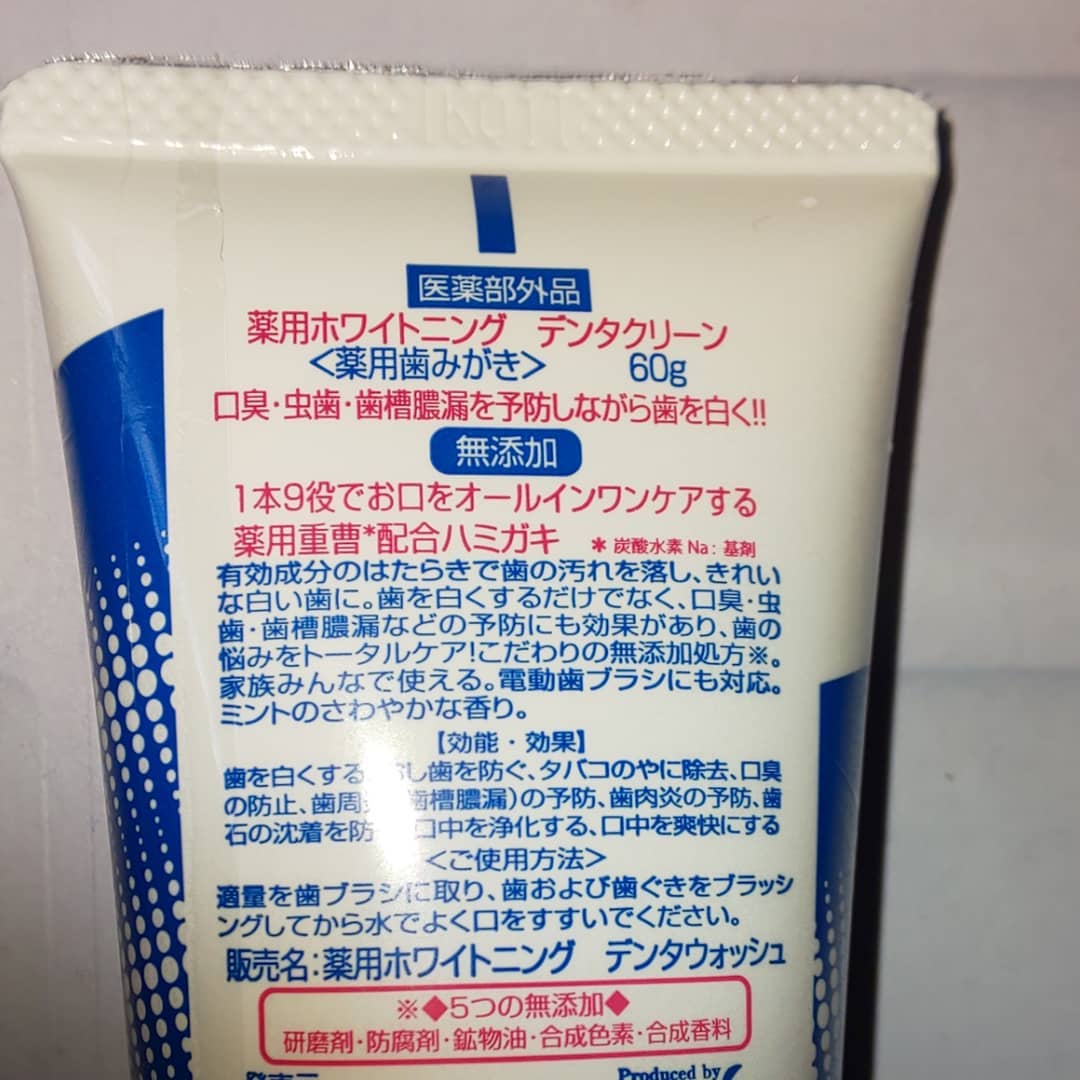 医薬部外品
薬用ホワイトニング デンタクリーン
＜薬用歯みがき＞ 60g
口臭・虫歯・歯槽膿漏を予防しながら歯を白く!!
無添加
1本9役でお口をオールインワンケアする
薬用重曹*配合ハミガキ ＊炭酸水素Na：基剤
有効成分のはたらきで歯の汚れを落し、きれい
な白い歯に。歯を白くするだけでなく、口臭・虫
歯・歯槽膿漏などの予防にも効果があり、歯の
悩みをトータルケア!こだわりの無添加処方※。
家族みんなで使える。電動歯ブラシにも対応。
ミントのさわやかな香り。
【効能・効果】
歯を白くする し歯を防ぐ、タバコのやに除去、口臭
の防止、歯周 歯槽膿漏）の予防、歯肉炎の予防、歯
石の沈着を防 口中を浄化する、口中を爽快にする
＜ご使用方法＞
適量を歯ブラシに取り、歯および歯ぐきをブラッシ
ングしてから水でよく口をすすいでください。
販売名：薬用ホワイトニング デンタウォッシュ
※◆5つの無添加◆
研磨剤・防腐剤・鉱物油・合成色素・合成香料
Produced by